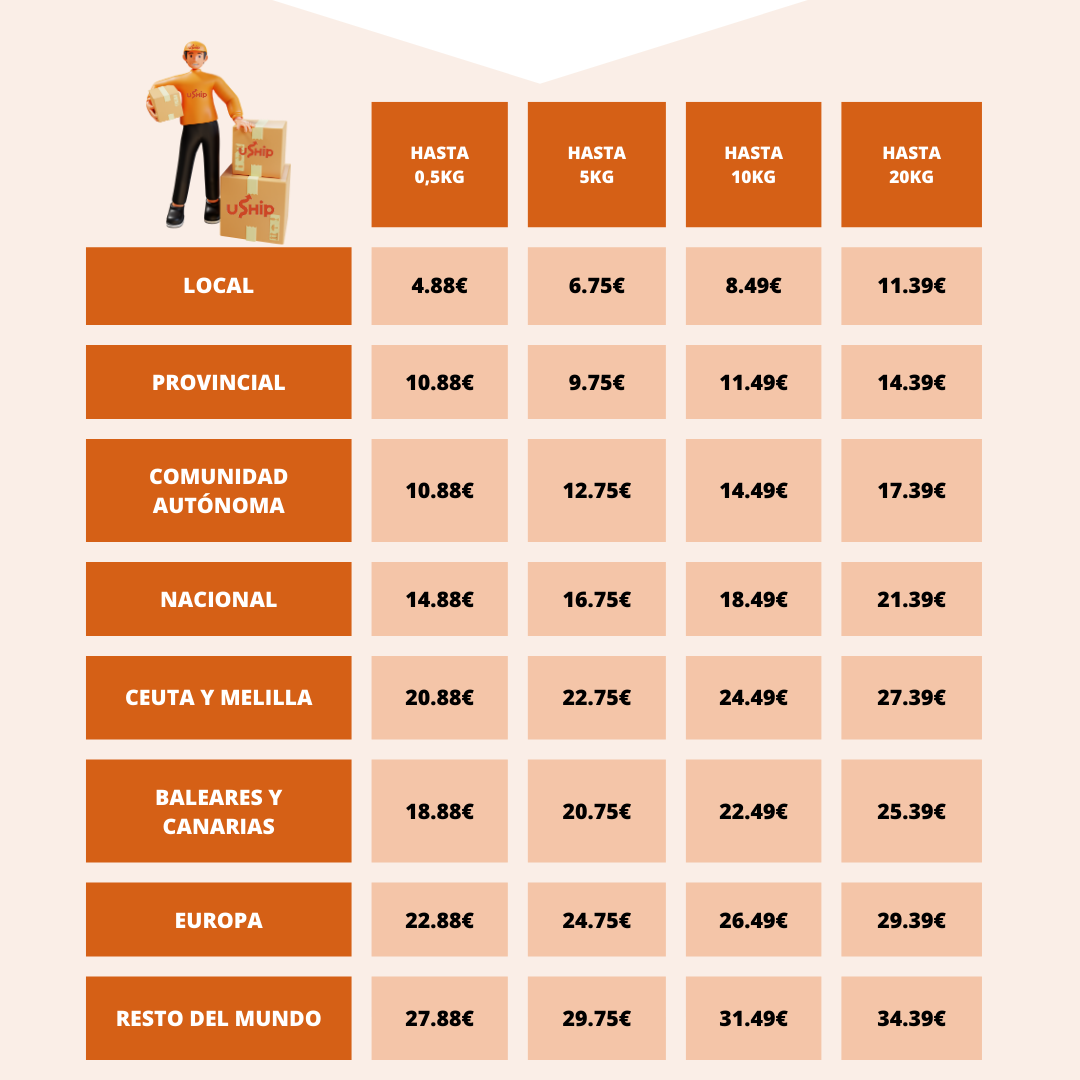 uSHip
uSHip
uSHip
HASTA
0,5KG
HASTA
5KG
HASTA
10KG
HASTA
20KG
LOCAL
4.88€
6.75€
8.49€
11.39€
PROVINCIAL
10.88€
9.75€
11.49€
14.39€
COMUNIDAD
AUTÓNOMA
10.88€
12.75€
14.49€
17.39€
NACIONAL
14.88€
16.75€
18.49€
21.39€
CEUTA Y MELILLA
20.88€
22.75€
24.49€
27.39€
BALEARES Y
CANARIAS
18.88€
20.75€
22.49€
25.39€
EUROPA
22.88€
24.75€
26.49€
29.39€
RESTO DEL MUNDO
27.88€
29.75€
31.49€
34.39€